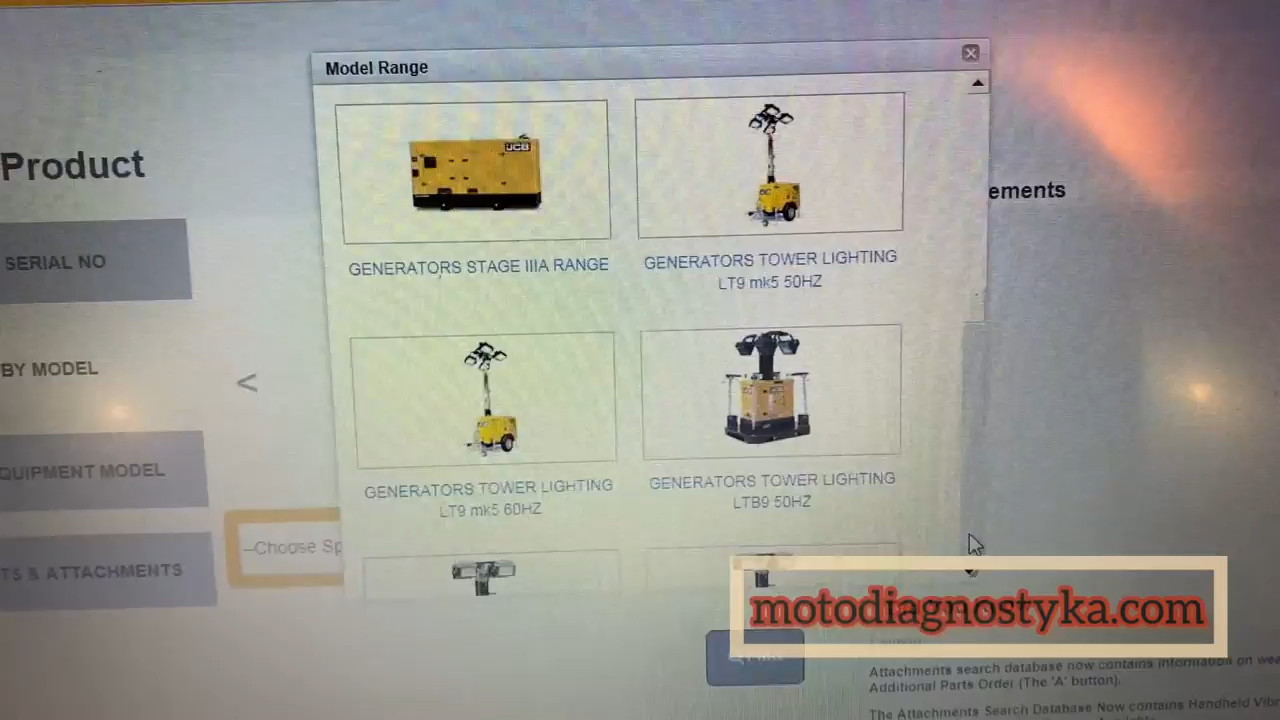 Model Range
Product
ements
SERIAL NO
BY MODEL
<
QUIPMENT MODEL
TS & ATTACHMENTS
--Choose Sp
JCB
GENERATORS STAGE IIIA RANGE
GENERATORS TOWER LIGHTING
LT9 mk5 50HZ
GENERATORS TOWER LIGHTING
LT9 mk5 60HZ
GENERATORS TOWER LIGHTING
LTB9 50HZ
motodiagnostyka.com
Attachments search database now contains information on wea
Additional Parts Order (The 'A' button).
The Attachments Search Database Now contains Handheld Vibe